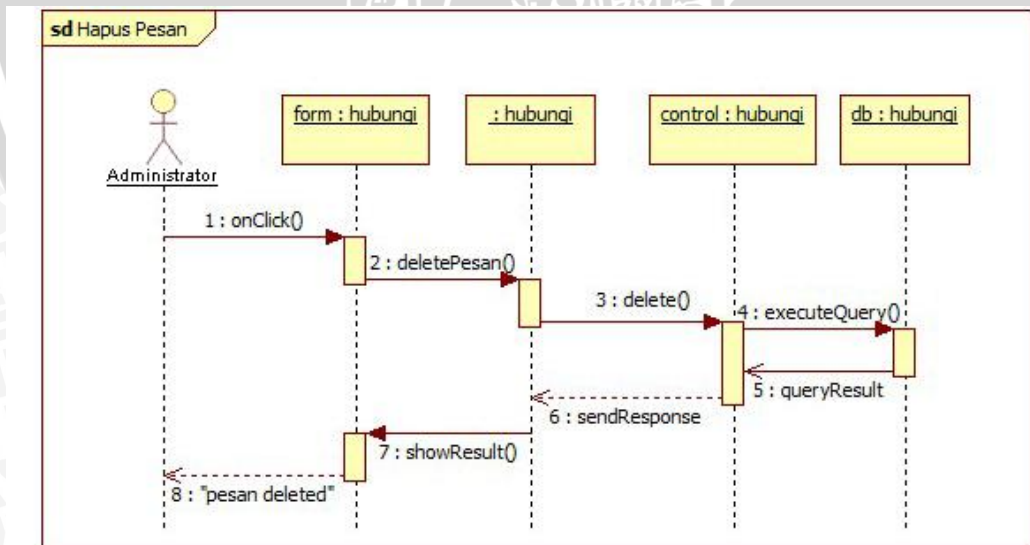 sd Hapus Pesan
form : hubungi
: hubungi
control : hubungi
db : hubungi
Administrator
1 : onClick()
2 : deletePesan()
3 : delete()
4 : executeQuery()
5 : queryResult
6 : sendResponse
7 : showResult()
8 : "pesan deleted"